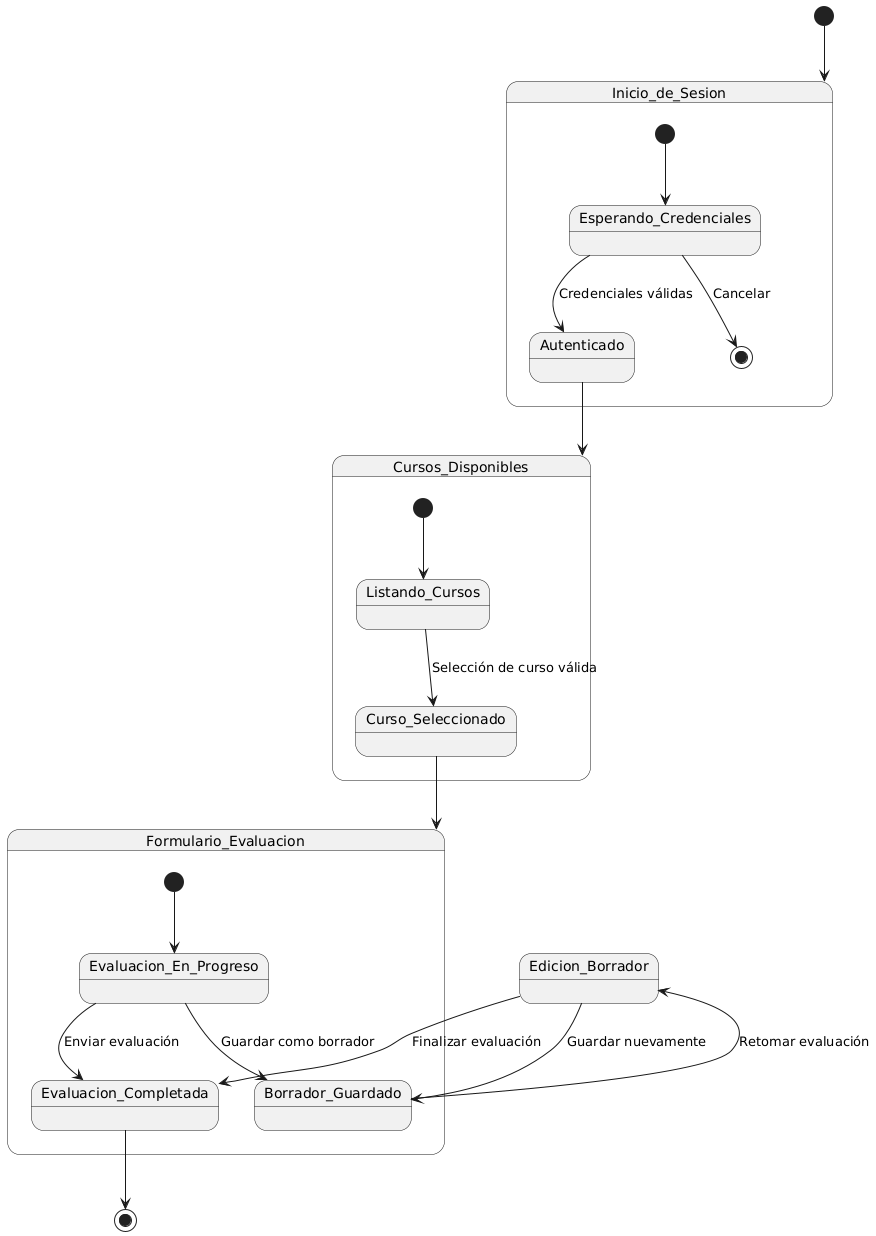 Inicio_de_Sesion
Esperando_Credenciales
Credenciales válidas
Cancelar
Autenticado
Cursos_Disponibles
Listando_Cursos
Selección de curso válida
Curso_Seleccionado
Formulario_Evaluacion
Evaluacion_En_Progreso
Edicion_Borrador
Enviar evaluación
Guardar como borrador
Finalizar evaluación
Guardar nuevamente
Retomar evaluación
Evaluacion_Completada
Borrador_Guardado